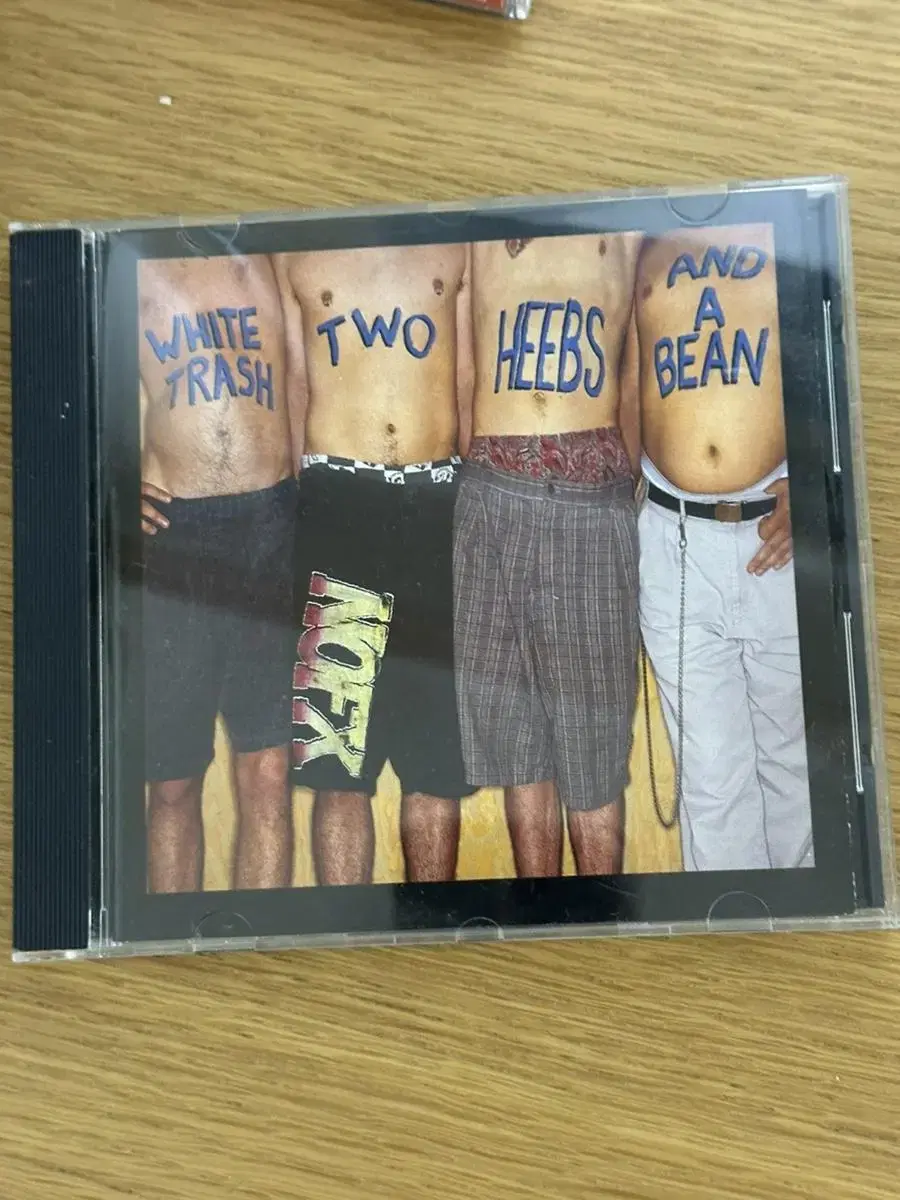 WHITE
TRASH
TWO
HEEBS
AND
A
BEAN
NOFX